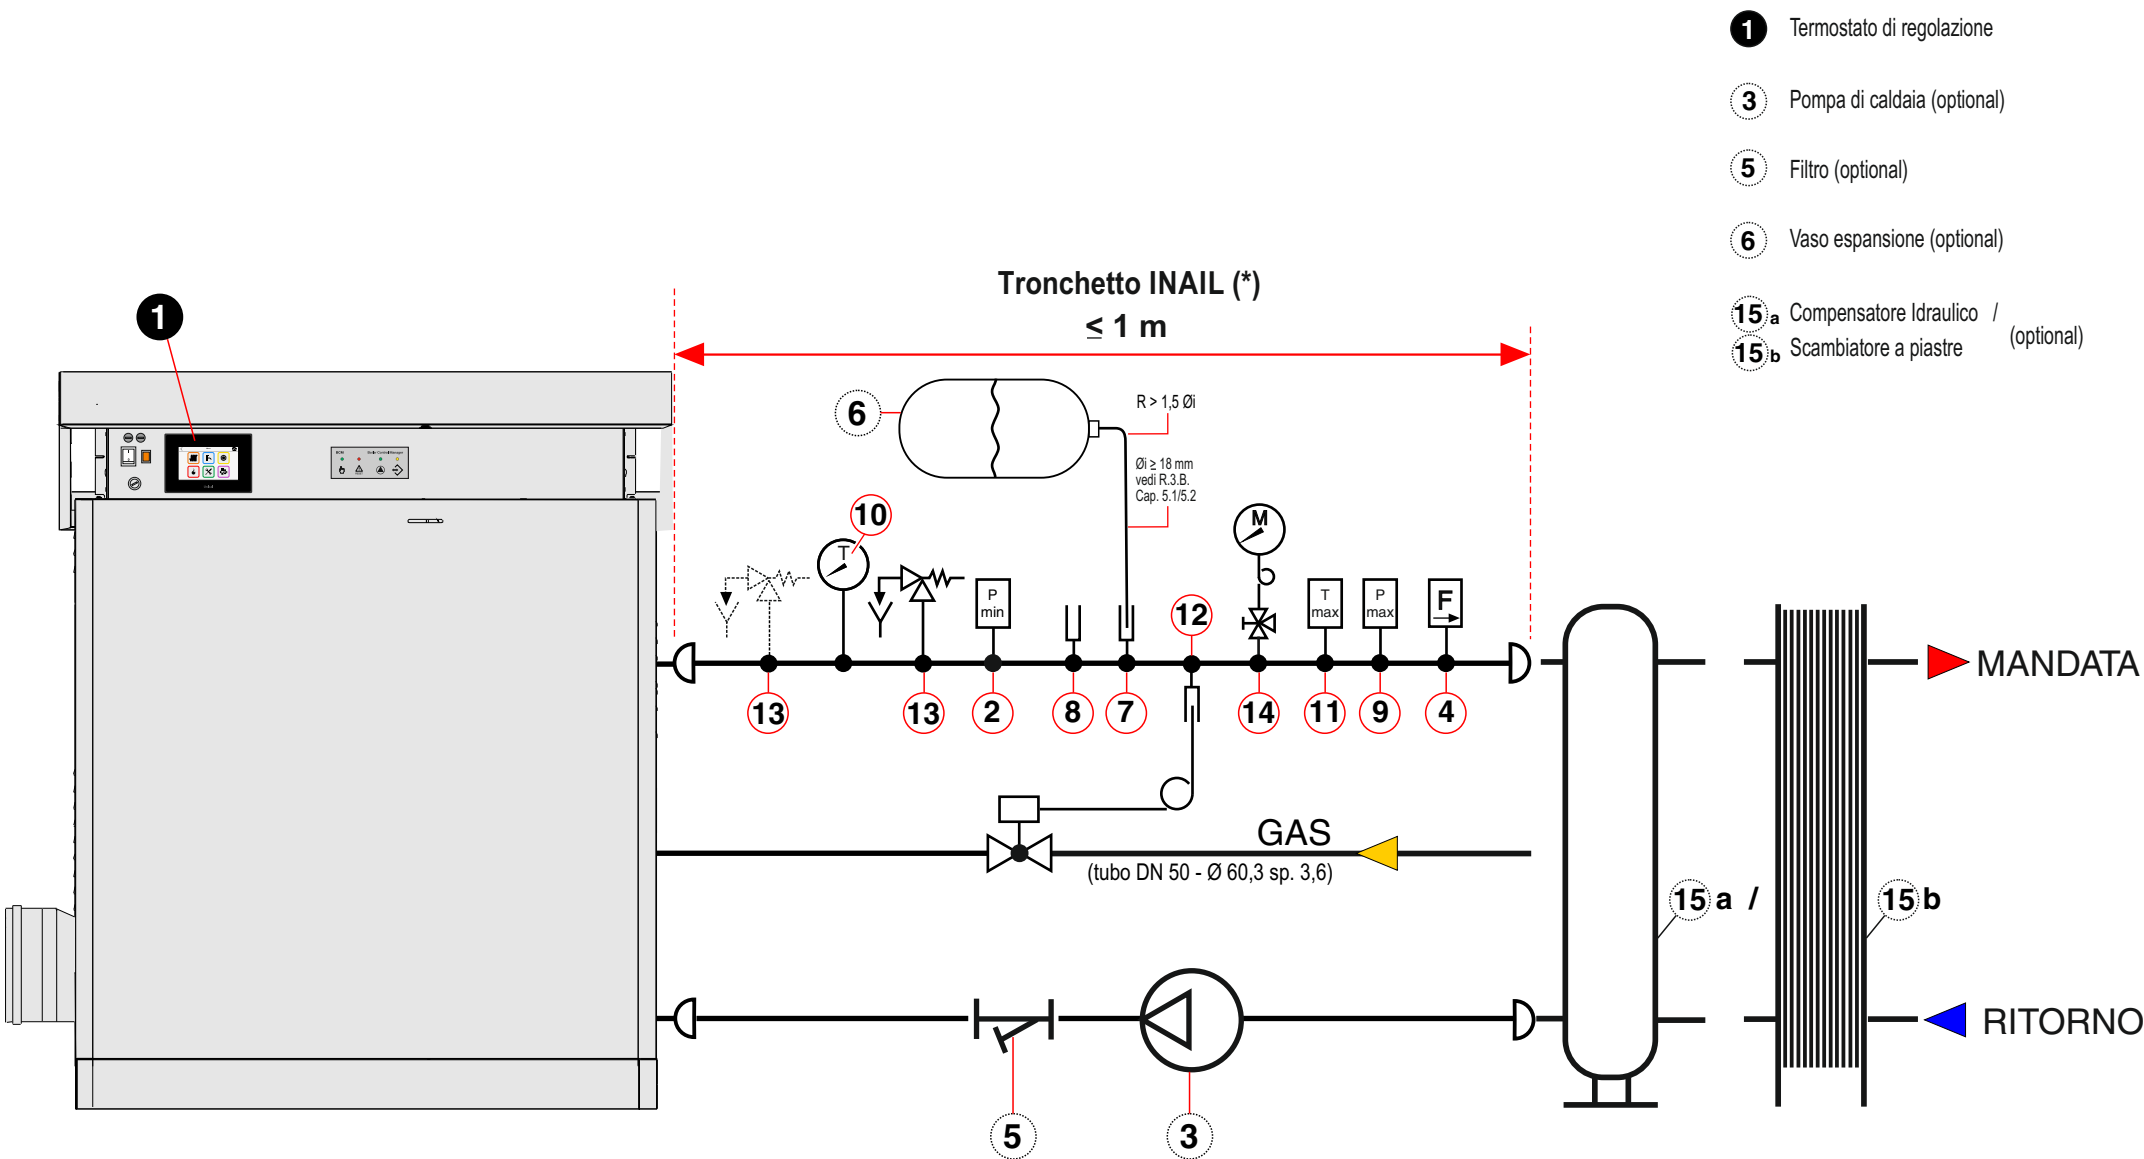 1 Termostato di regolazione
3 Pompa di caldaia (optional)
5 Filtro (optional)
6 Vaso espansione (optional)
15 a Compensatore Idraulico /
15 b Scambiatore a piastre
(optional)
Tronchetto INAIL (*)
≤ 1 m
1
6
R > 1,5 Øi
Øi ≥ 18 mm
vedi R.3.B.
Cap. 5.1/5.2
10
T
M
P
min
T
max
P
max
F
12
13
13
2
8
7
14
11
9
4
MANDATA
GAS
(tubo DN 50 - Ø 60,3 sp. 3,6)
15 a /
15 b
RITORNO
5
3